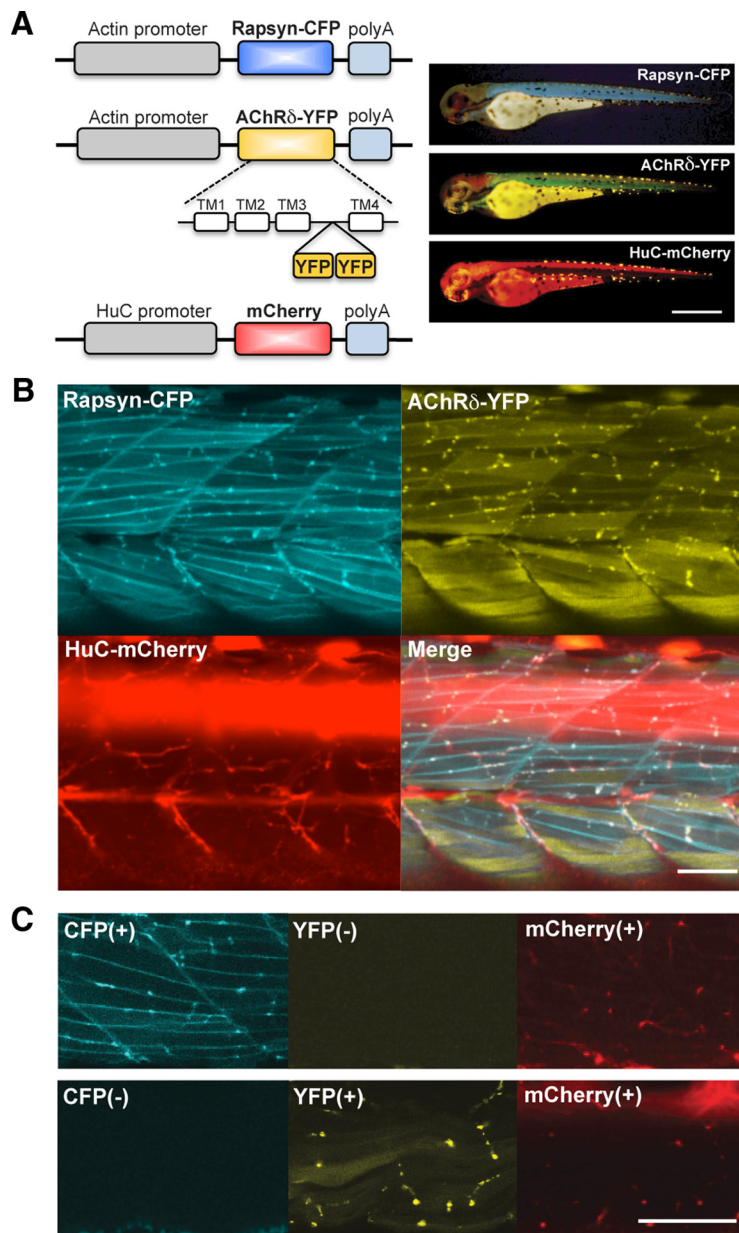 A
Actin promoter Rapsyn-CFP polyA
Actin promoter AChRδ-YFP polyA
TM1 TM2 TM3 TM4
YFP YFP
HuC promoter mCherry polyA
Rapsyn-CFP
AChRδ-YFP
HuC-mCherry
B
Rapsyn-CFP AChRδ-YFP
HuC-mCherry Merge
C
CFP(+) YFP(-) mCherry(+)
CFP(-) YFP(+) mCherry(+)